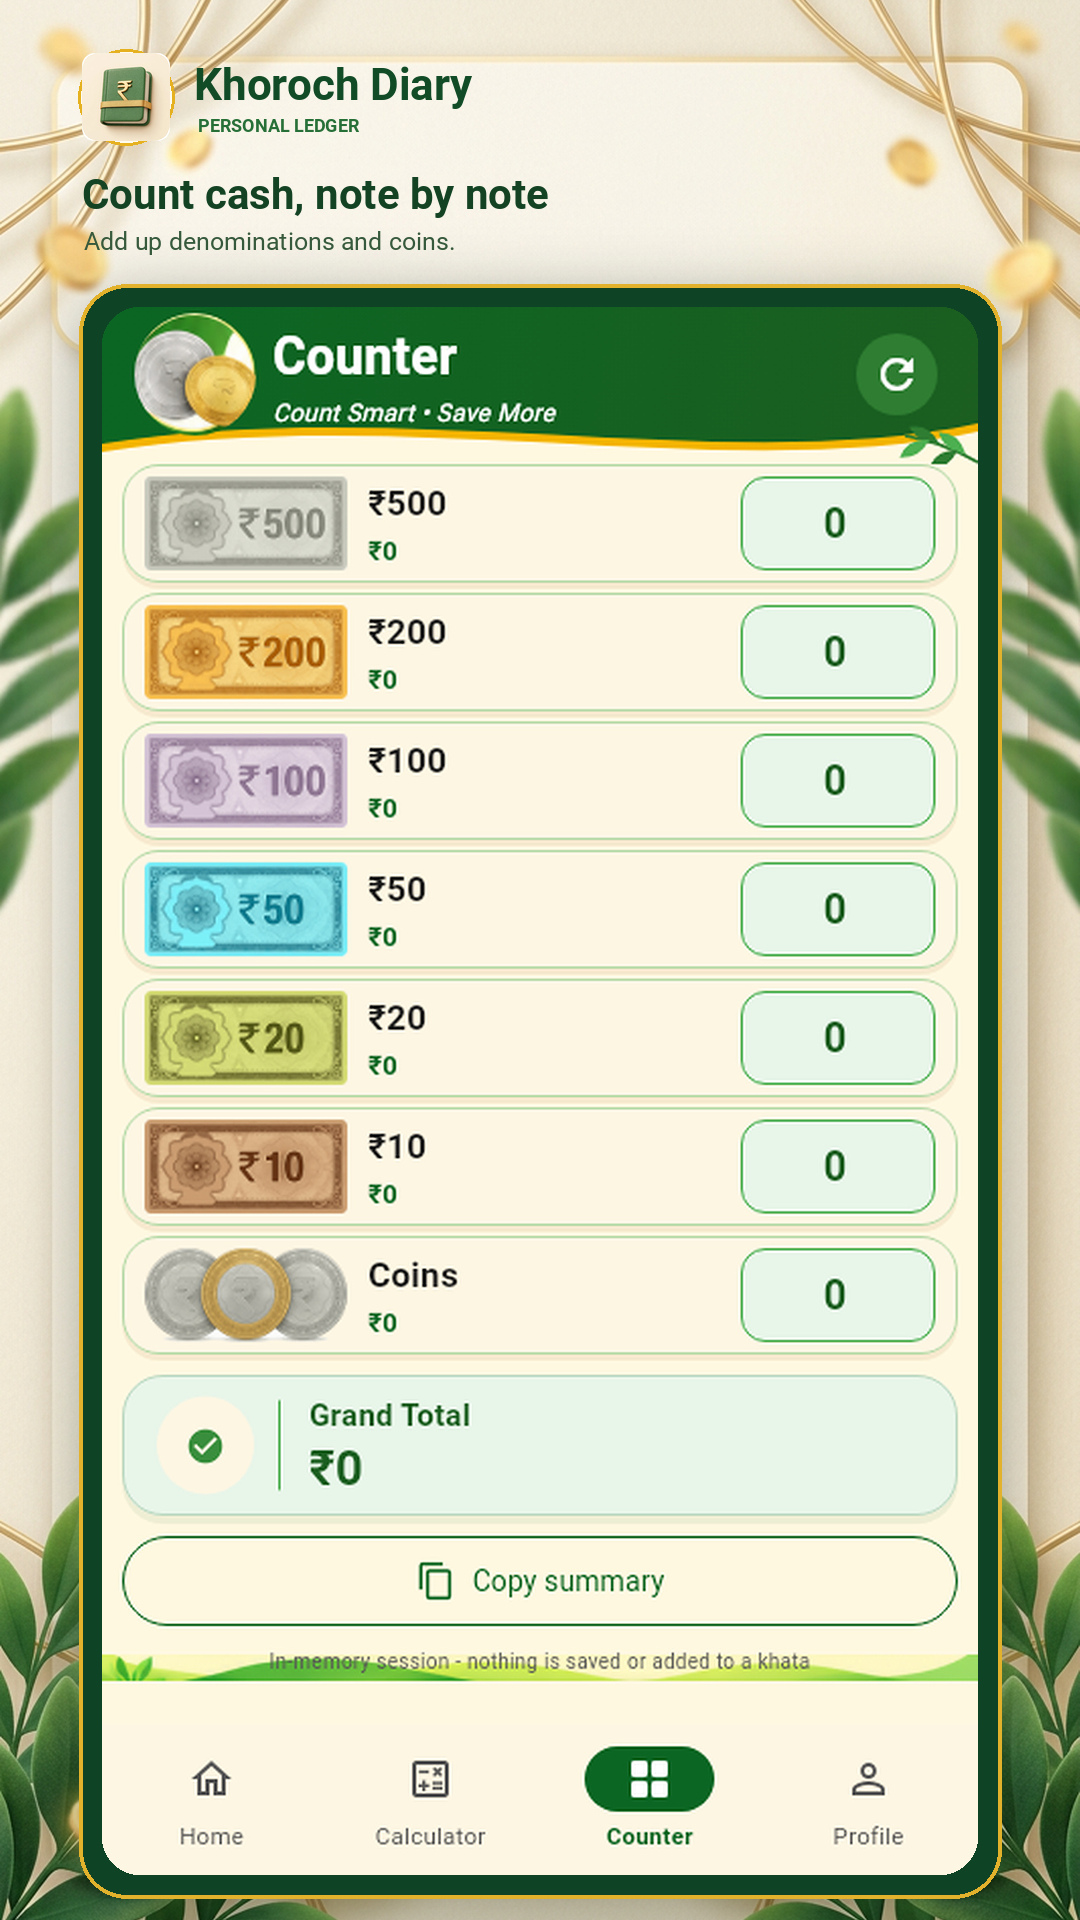 Khoroch Diary
PERSONAL LEDGER
Count cash, note by note
Add up denominations and coins.
Counter
Count Smart • Save More
₹500
₹500
₹0
0
₹200
₹200
₹0
0
₹100
₹100
₹0
0
₹50
₹50
₹0
0
₹20
₹20
₹0
0
₹10
₹10
₹0
0
Coins
₹0
0
Grand Total
₹0
Copy summary
In-memory session - nothing is saved or added to a khata
Home
Calculator
Counter
Profile